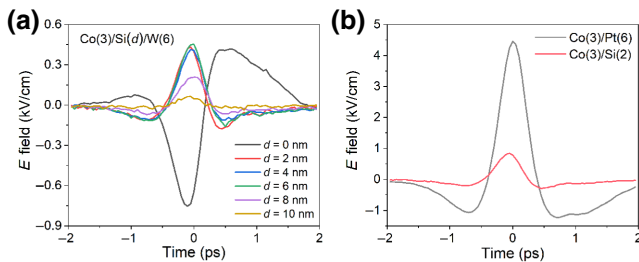 (a)
Co(3)/Si(d)/W(6)
E field (kV/cm)
0.6
0.3
0.0
−0.3
−0.6
−0.9
d = 0 nm
d = 2 nm
d = 4 nm
d = 6 nm
d = 8 nm
d = 10 nm
−2
−1
0
1
2
Time (ps)
(b)
Co(3)/Pt(6)
Co(3)/Si(2)
E field (kV/cm)
5
4
3
2
1
0
−1
−2
−1
0
1
2
Time (ps)